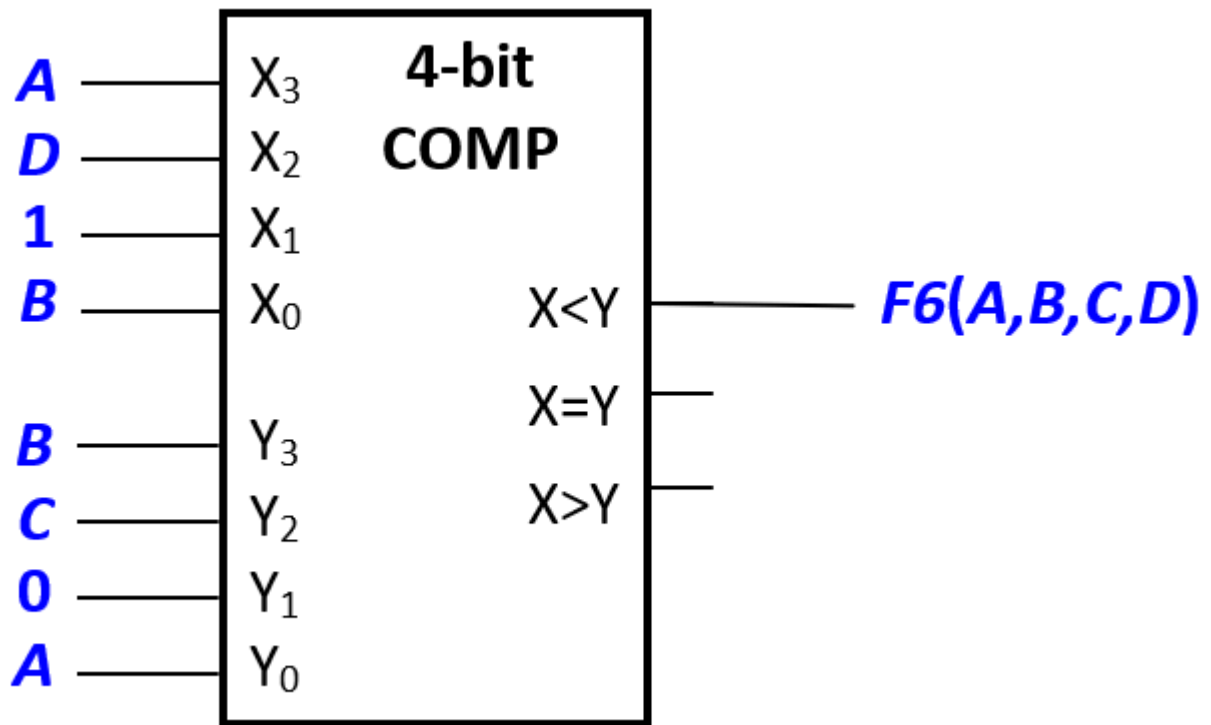 4-bit
COMP
A X₃
D X₂
1 X₁
B X₀
X<Y F6(A,B,C,D)
X=Y
B Y₃
C Y₂
X>Y
0 Y₁
A Y₀